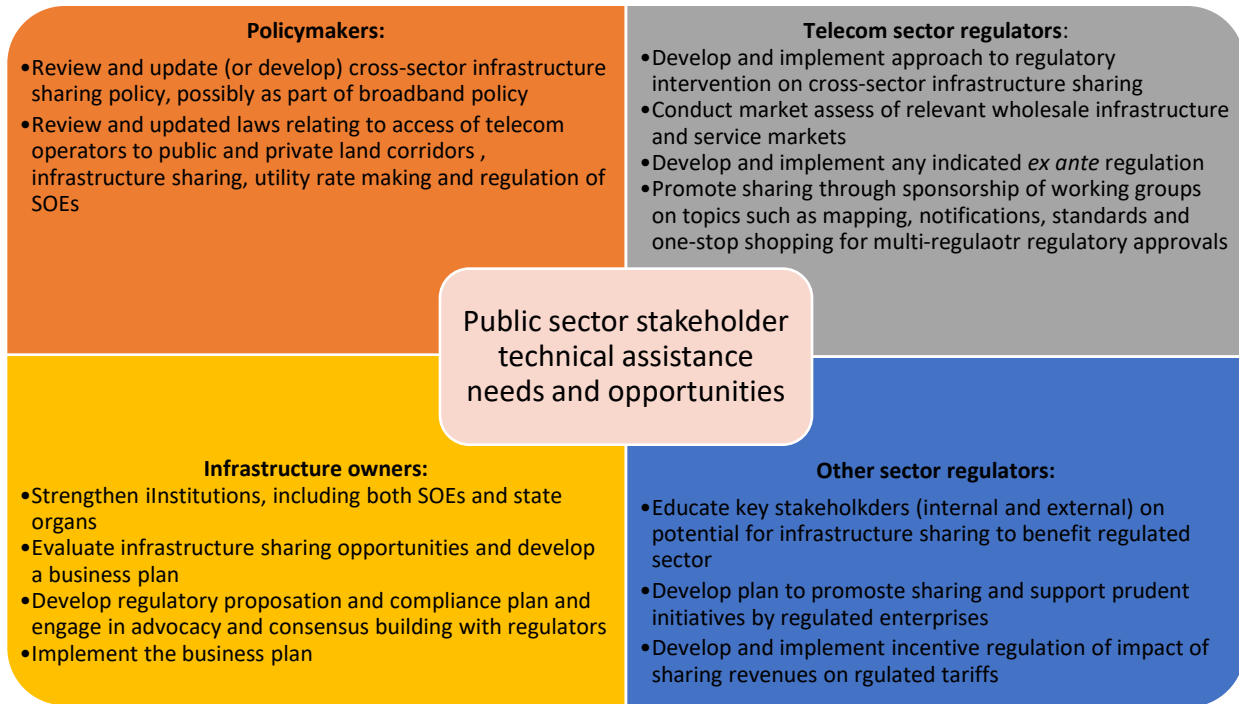 Policymakers:
•Review and update (or develop) cross-sector infrastructure
sharing policy, possibly as part of broadband policy
•Review and updated laws relating to access of telecom
operators to public and private land corridors ,
infrastructure sharing, utility rate making and regulation of
SOEs
Telecom sector regulators:
•Develop and implement approach to regulatory
intervention on cross-sector infrastructure sharing
•Conduct market assess of relevant wholesale infrastructure
and service markets
•Develop and implement any indicated ex ante regulation
•Promote sharing through sponsorship of working groups
on topics such as mapping, notifications, standards and
one-stop shopping for multi-regulaotr regulatory approvals
Public sector stakeholder
technical assistance
needs and opportunities
Infrastructure owners:
•Strengthen iInstitutions, including both SOEs and state
organs
•Evaluate infrastructure sharing opportunities and develop
a business plan
•Develop regulatory proposation and compliance plan and
engage in advocacy and consensus building with regulators
•Implement the business plan
Other sector regulators:
•Educate key stakeholkders (internal and external) on
potential for infrastructure sharing to benefit regulated
sector
•Develop plan to promoste sharing and support prudent
initiatives by regulated enterprises
•Develop and implement incentive regulation of impact of
sharing revenues on rgulated tariffs